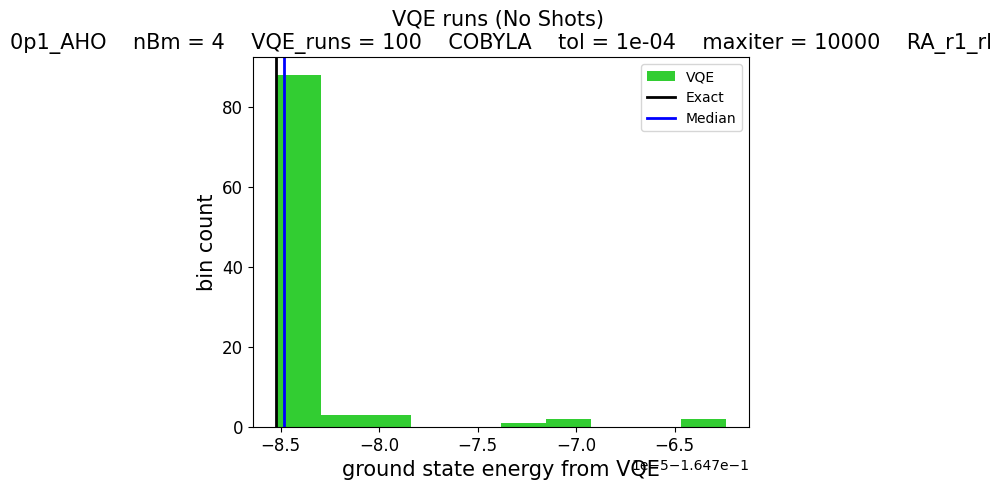 VQE runs (No Shots)
0p1_AHO nBm = 4 VQE_runs = 100 COBYLA tol = 1e-04 maxiter = 10000 RA_r1_rl
VQE
Exact
Median
80
60
40
20
0
bin count
−8.5 −8.0 −7.5 −7.0 −6.5
1e−5−1.647e−1
ground state energy from VQE